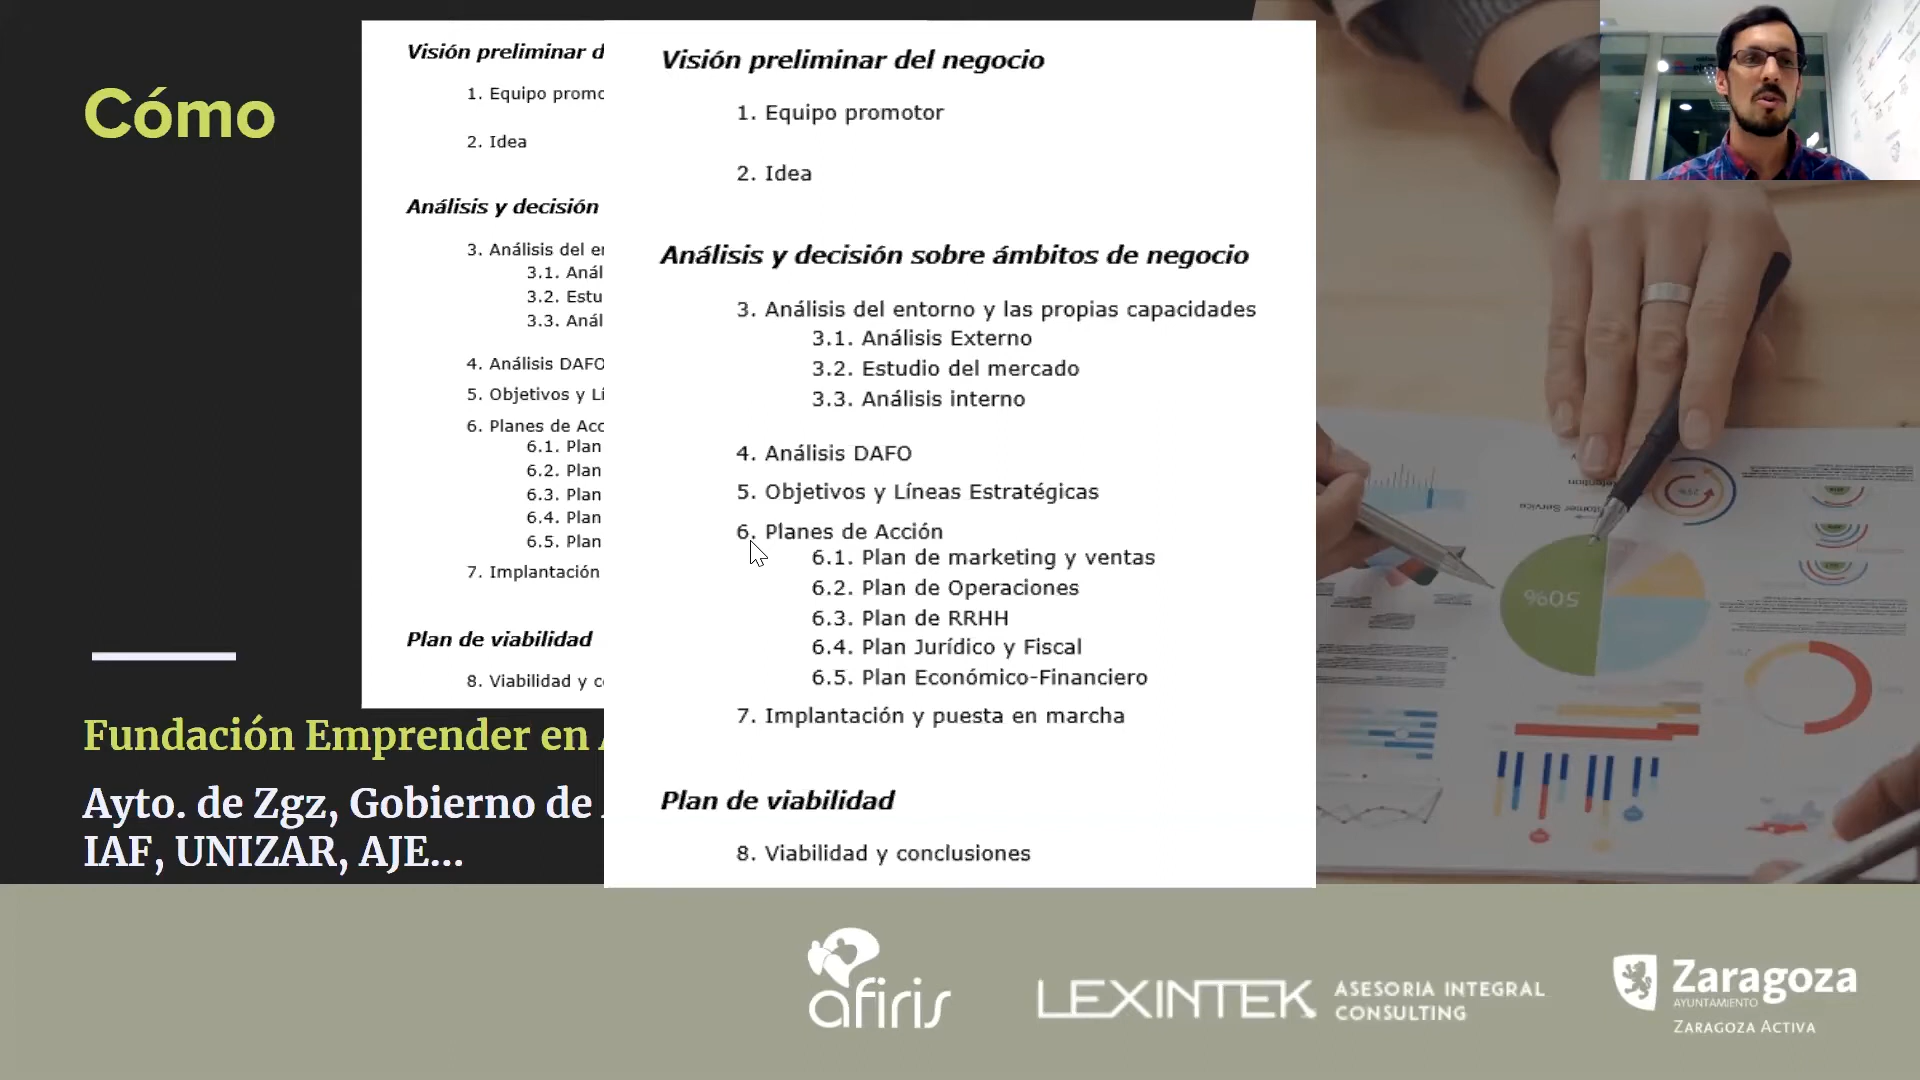 Cómo
Visión preliminar d
1. Equipo promo
2. Idea
Análisis y decisión
3. Análisis del en
3.1. Anál
3.2. Estu
3.3. Anál
4. Análisis DAFO
5. Objetivos y Lí
6. Planes de Acc
6.1. Plan
6.2. Plan
6.3. Plan
6.4. Plan
6.5. Plan
7. Implantación
Plan de viabilidad
8. Viabilidad y co
Visión preliminar del negocio
1. Equipo promotor
2. Idea
Análisis y decisión sobre ámbitos de negocio
3. Análisis del entorno y las propias capacidades
3.1. Análisis Externo
3.2. Estudio del mercado
3.3. Análisis interno
4. Análisis DAFO
5. Objetivos y Líneas Estratégicas
6. Planes de Acción
6.1. Plan de marketing y ventas
6.2. Plan de Operaciones
6.3. Plan de RRHH
6.4. Plan Jurídico y Fiscal
6.5. Plan Económico-Financiero
7. Implantación y puesta en marcha
Plan de viabilidad
8. Viabilidad y conclusiones
Fundación Emprender en A
Ayto. de Zgz, Gobierno de A
IAF, UNIZAR, AJE...
50%
afiris
LEXINTEK ASESORIA INTEGRAL
CONSULTING
Zaragoza
AYUNTAMIENTO
ZARAGOZA ACTIVA